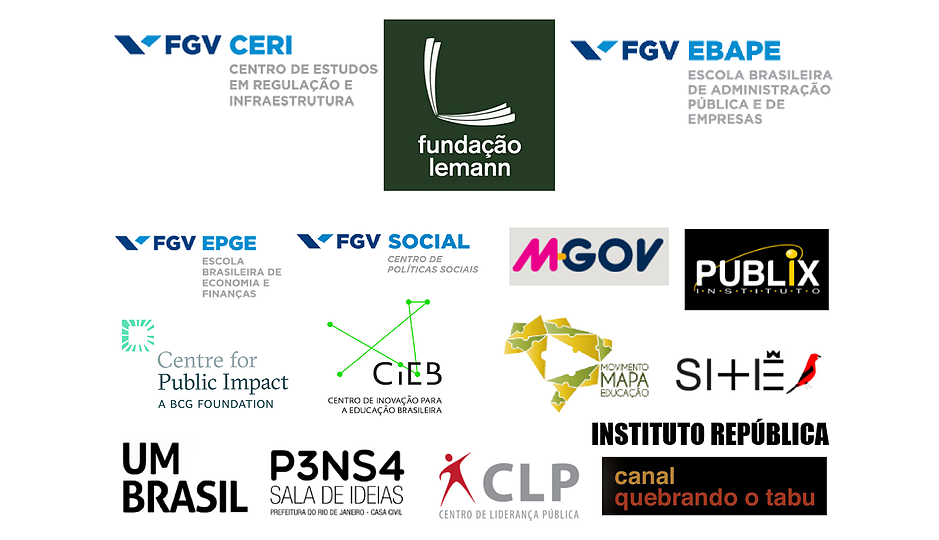 FGV CERI
CENTRO DE ESTUDOS
EM REGULAÇÃO E
INFRAESTRUTURA
fundação
lemann
FGV EBAPE
ESCOLA BRASILEIRA
DE ADMINISTRAÇÃO
PÚBLICA E DE
EMPRESAS
FGV EPGE
ESCOLA
BRASILEIRA DE
ECONOMIA E
FINANÇAS
FGV SOCIAL
CENTRO DE
POLÍTICAS SOCIAIS
MGOV
PUBLIX
INSTITUTO
Centre for
Public Impact
A BCG FOUNDATION
CiEB
CENTRO DE INOVAÇÃO PARA
A EDUCAÇÃO BRASILEIRA
MOVIMENTO
MAPA
EDUCAÇÃO
INSTITUTO REPÚBLICA
UM
BRASIL
P3NS4
SALA DE IDEIAS
PREFEITURA DO RIO DE JANEIRO - CASA CIVIL
CLP
CENTRO DE LIDERANÇA PÚBLICA
canal
quebrando o tabu